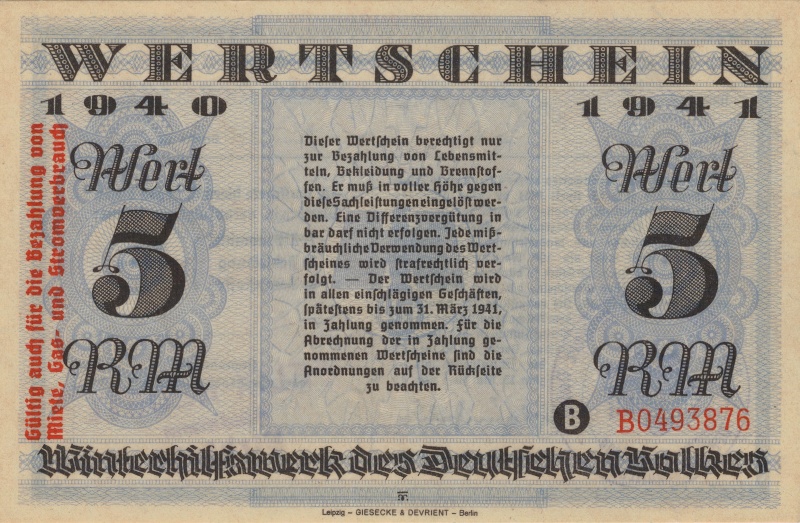 WERTSCHEIN
1940 1941
Gültig auch für die Bezahlung von
Miete, Gas- und Stromverbrauch
Wert
5
RM
Dieser Wertschein berechtigt nur
zur Bezahlung von Lebensmit-
teln, Bekleidung und Brennstof-
fen. Er muß in voller Höhe gegen
diese Sachleistungen eingelöst wer-
den. Eine Differenzvergütung in
bar darf nicht erfolgen. Jede miß-
bräuchliche Verwendung des Wert-
scheines wird strafrechtlich ver-
folgt. — Der Wertschein wird
in allen einschlägigen Geschäften,
spätestens bis zum 31. März 1941,
in Zahlung genommen. Für die
Abrechnung der in Zahlung ge-
nommenen Wertscheine sind die
Anordnungen auf der Rückseite
zu beachten.
Wert
5
RM
B B0493876
Winterhilfswerk des Deutschen Volkes
Leipzig – GIESECKE & DEVRIENT – Berlin